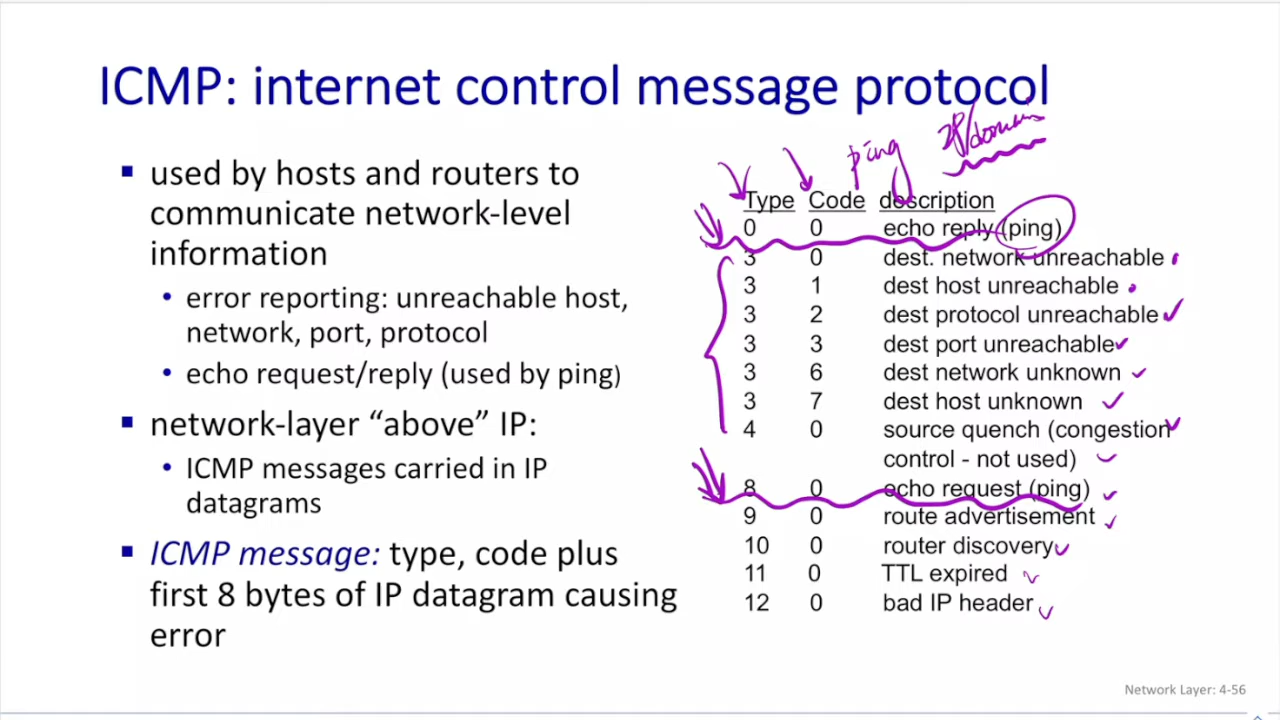 ICMP: internet control message protocol
▪ used by hosts and routers to
communicate network-level
information
• error reporting: unreachable host,
network, port, protocol
• echo request/reply (used by ping)
▪ network-layer “above” IP:
• ICMP messages carried in IP
datagrams
▪ ICMP message: type, code plus
first 8 bytes of IP datagram causing
error
ping IP/domain
Type Code description
0 0 echo reply (ping)
3 0 dest. network unreachable
3 1 dest host unreachable
3 2 dest protocol unreachable
3 3 dest port unreachable
3 6 dest network unknown
3 7 dest host unknown
4 0 source quench (congestion
control - not used)
8 0 echo request (ping)
9 0 route advertisement
10 0 router discovery
11 0 TTL expired
12 0 bad IP header
Network Layer: 4-56